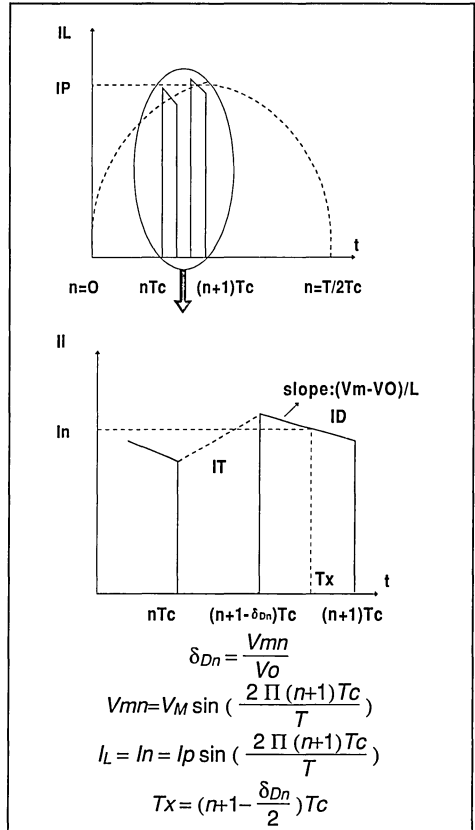 IL
IP
t
n=O nTc (n+1)Tc n=T/2Tc
Il
slope:(Vm-VO)/L
ID
In
IT
Tx
t
nTc (n+1-δDn)Tc (n+1)Tc
δDn = Vmn / Vo
Vmn=VM sin ( 2 Π (n+1) Tc / T )
IL = In = Ip sin ( 2 Π (n+1) Tc / T )
Tx = (n+1- δDn / 2 ) Tc